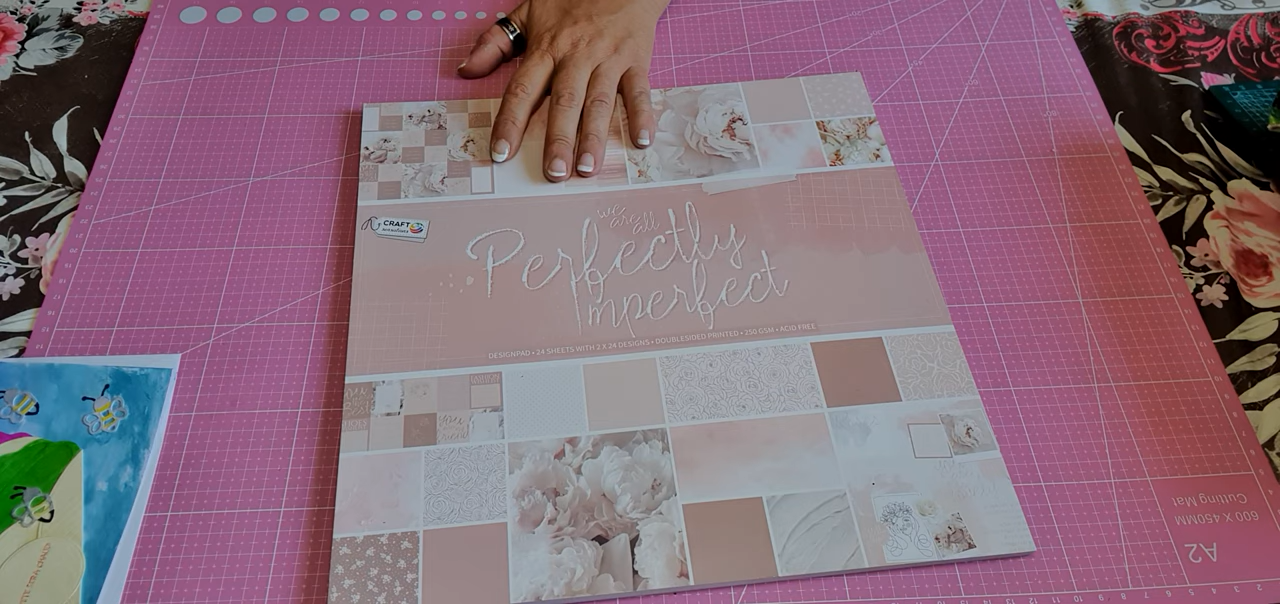 CRAFT
sensations
we
are
all
Perfectly
Imperfect
DESIGNPAD • 24 SHEETS WITH 2 X 24 DESIGNS • DOUBLESIDED PRINTED • 250 GSM • ACID FREE
A2
600 X 450MM
Cutting Mat